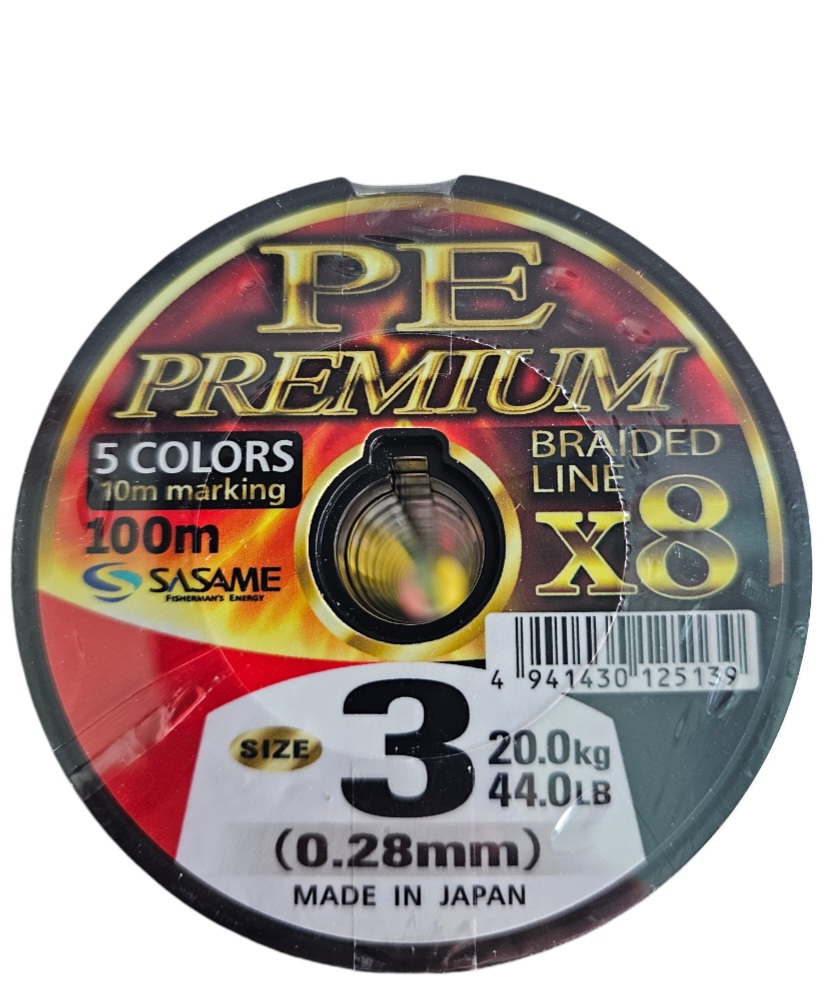 PE
PREMIUM
5 COLORS
10m marking
100m
SASAME
FISHERMAN'S ENERGY
BRAIDED
LINE
X8
4 941430 125139
SIZE
3
20.0kg
44.0LB
(0.28mm)
MADE IN JAPAN